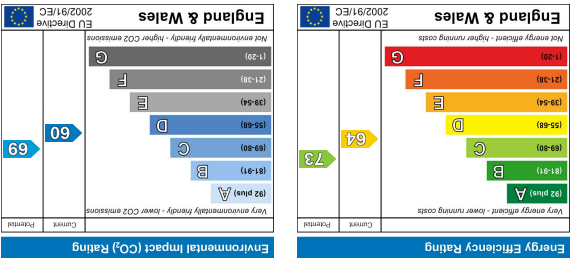 Energy Efficiency Rating
Current Potential
Very energy efficient - lower running costs
(92 plus) A
(81-91) B
(69-80) C
(55-68) D
(39-54) E
(21-38) F
(1-20) G
64
73
Not energy efficient - higher running costs
England & Wales
EU Directive
2002/91/EC
Environmental Impact (CO₂) Rating
Current Potential
Very environmentally friendly - lower CO2 emissions
(92 plus) A
(81-91) B
(69-80) C
(55-68) D
(39-54) E
(21-38) F
(1-20) G
60
69
Not environmentally friendly - higher CO2 emissions
England & Wales
EU Directive
2002/91/EC